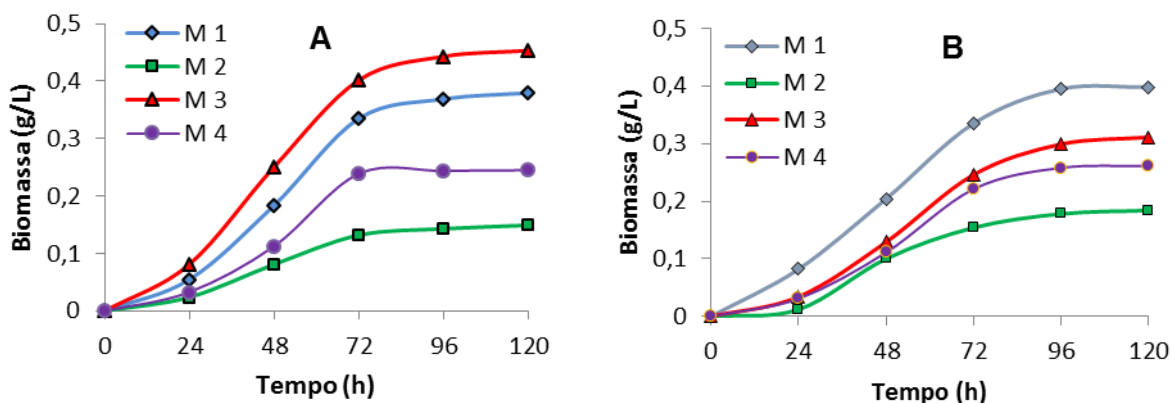 A
M 1
M 2
M 3
M 4
Biomassa (g/L)
0,5
0,4
0,3
0,2
0,1
0
0 24 48 72 96 120
Tempo (h)
B
M 1
M 2
M 3
M 4
Biomassa (g/L)
0,5
0,4
0,3
0,2
0,1
0
0 24 48 72 96 120
Tempo (h)